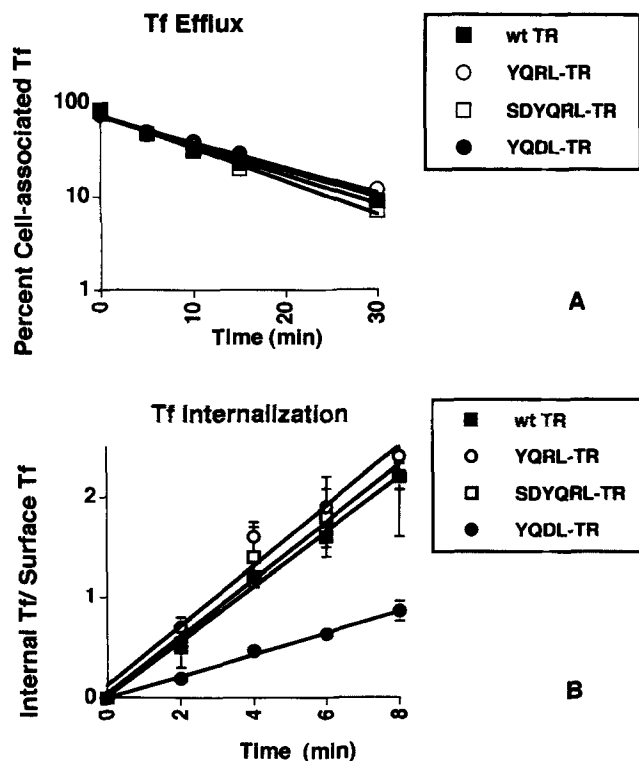 Tf Efflux
wt TR
YQRL-TR
SDYQRL-TR
YQDL-TR
Percent Cell-associated Tf
100
10
1
0
10
20
30
Time (min)
A
Tf Internalization
wt TR
YQRL-TR
SDYQRL-TR
YQDL-TR
Internal Tf/ Surface Tf
2
1
0
0
2
4
6
8
Time (min)
B